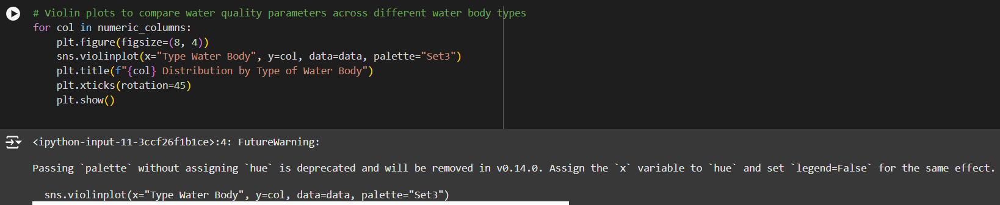 # Violin plots to compare water quality parameters across different water body types
for col in numeric_columns:
    plt.figure(figsize=(8, 4))
    sns.violinplot(x="Type Water Body", y=col, data=data, palette="Set3")
    plt.title(f"{col} Distribution by Type of Water Body")
    plt.xticks(rotation=45)
    plt.show()
<ipython-input-11-3ccf26f1b1ce>:4: FutureWarning:
Passing `palette` without assigning `hue` is deprecated and will be removed in v0.14.0. Assign the `x` variable to `hue` and set `legend=False` for the same effect.
  sns.violinplot(x="Type Water Body", y=col, data=data, palette="Set3")